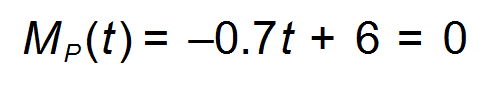 M_P(t) = –0.7t + 6 = 0